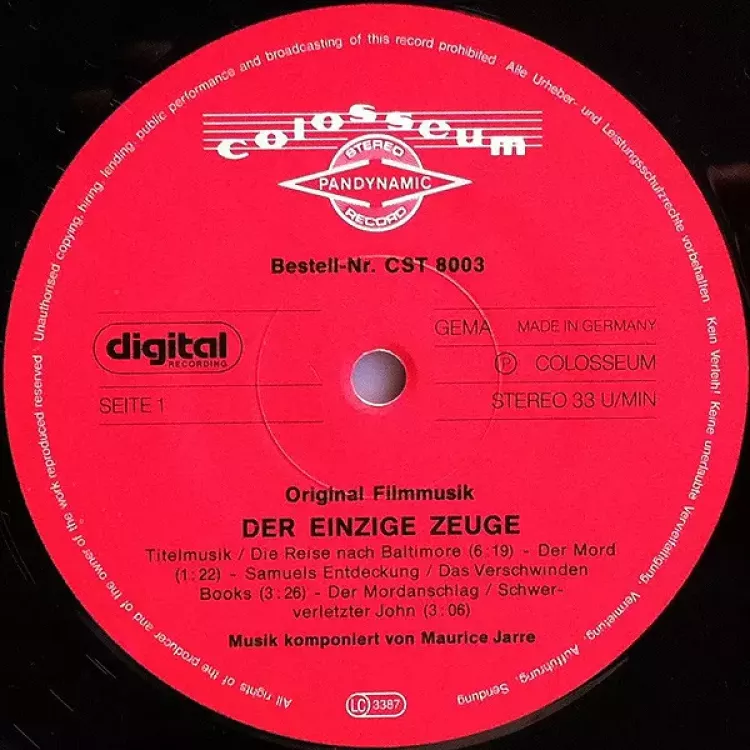 All rights of the producer and of the owner of the work reproduced reserved · Unauthorised copying, hiring, lending, public performance and broadcasting of this record prohibited · Alle Urheber- und Leistungsschutzrechte vorbehalten · Kein Verleih! Keine unerlaubte Vervielfältigung, Vermietung, Aufführung, Sendung
colosseum
STEREO
PANDYNAMIC
RECORD
Bestell-Nr. CST 8003
digital
RECORDING
SEITE 1
GEMA MADE IN GERMANY
Ⓟ COLOSSEUM
STEREO 33 U/MIN
Original Filmmusik
DER EINZIGE ZEUGE
Titelmusik / Die Reise nach Baltimore (6:19) - Der Mord
(1:22) - Samuels Entdeckung / Das Verschwinden
Books (3:26) - Der Mordanschlag / Schwer-
verletzter John (3:06)
Musik komponiert von Maurice Jarre
LC 3387